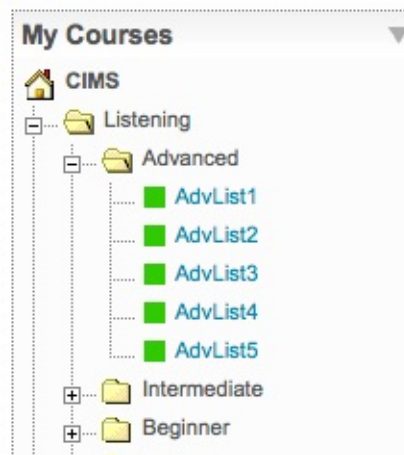 My Courses
CIMS
Listening
Advanced
AdvList1
AdvList2
AdvList3
AdvList4
AdvList5
Intermediate
Beginner